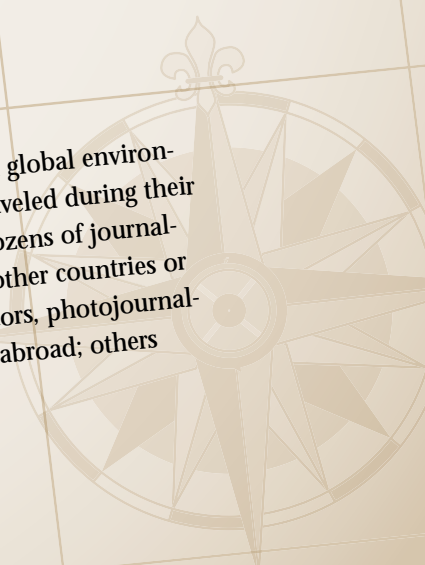 global environ-
veled during their
ozens of journal-
other countries or
ors, photojournal-
abroad; others